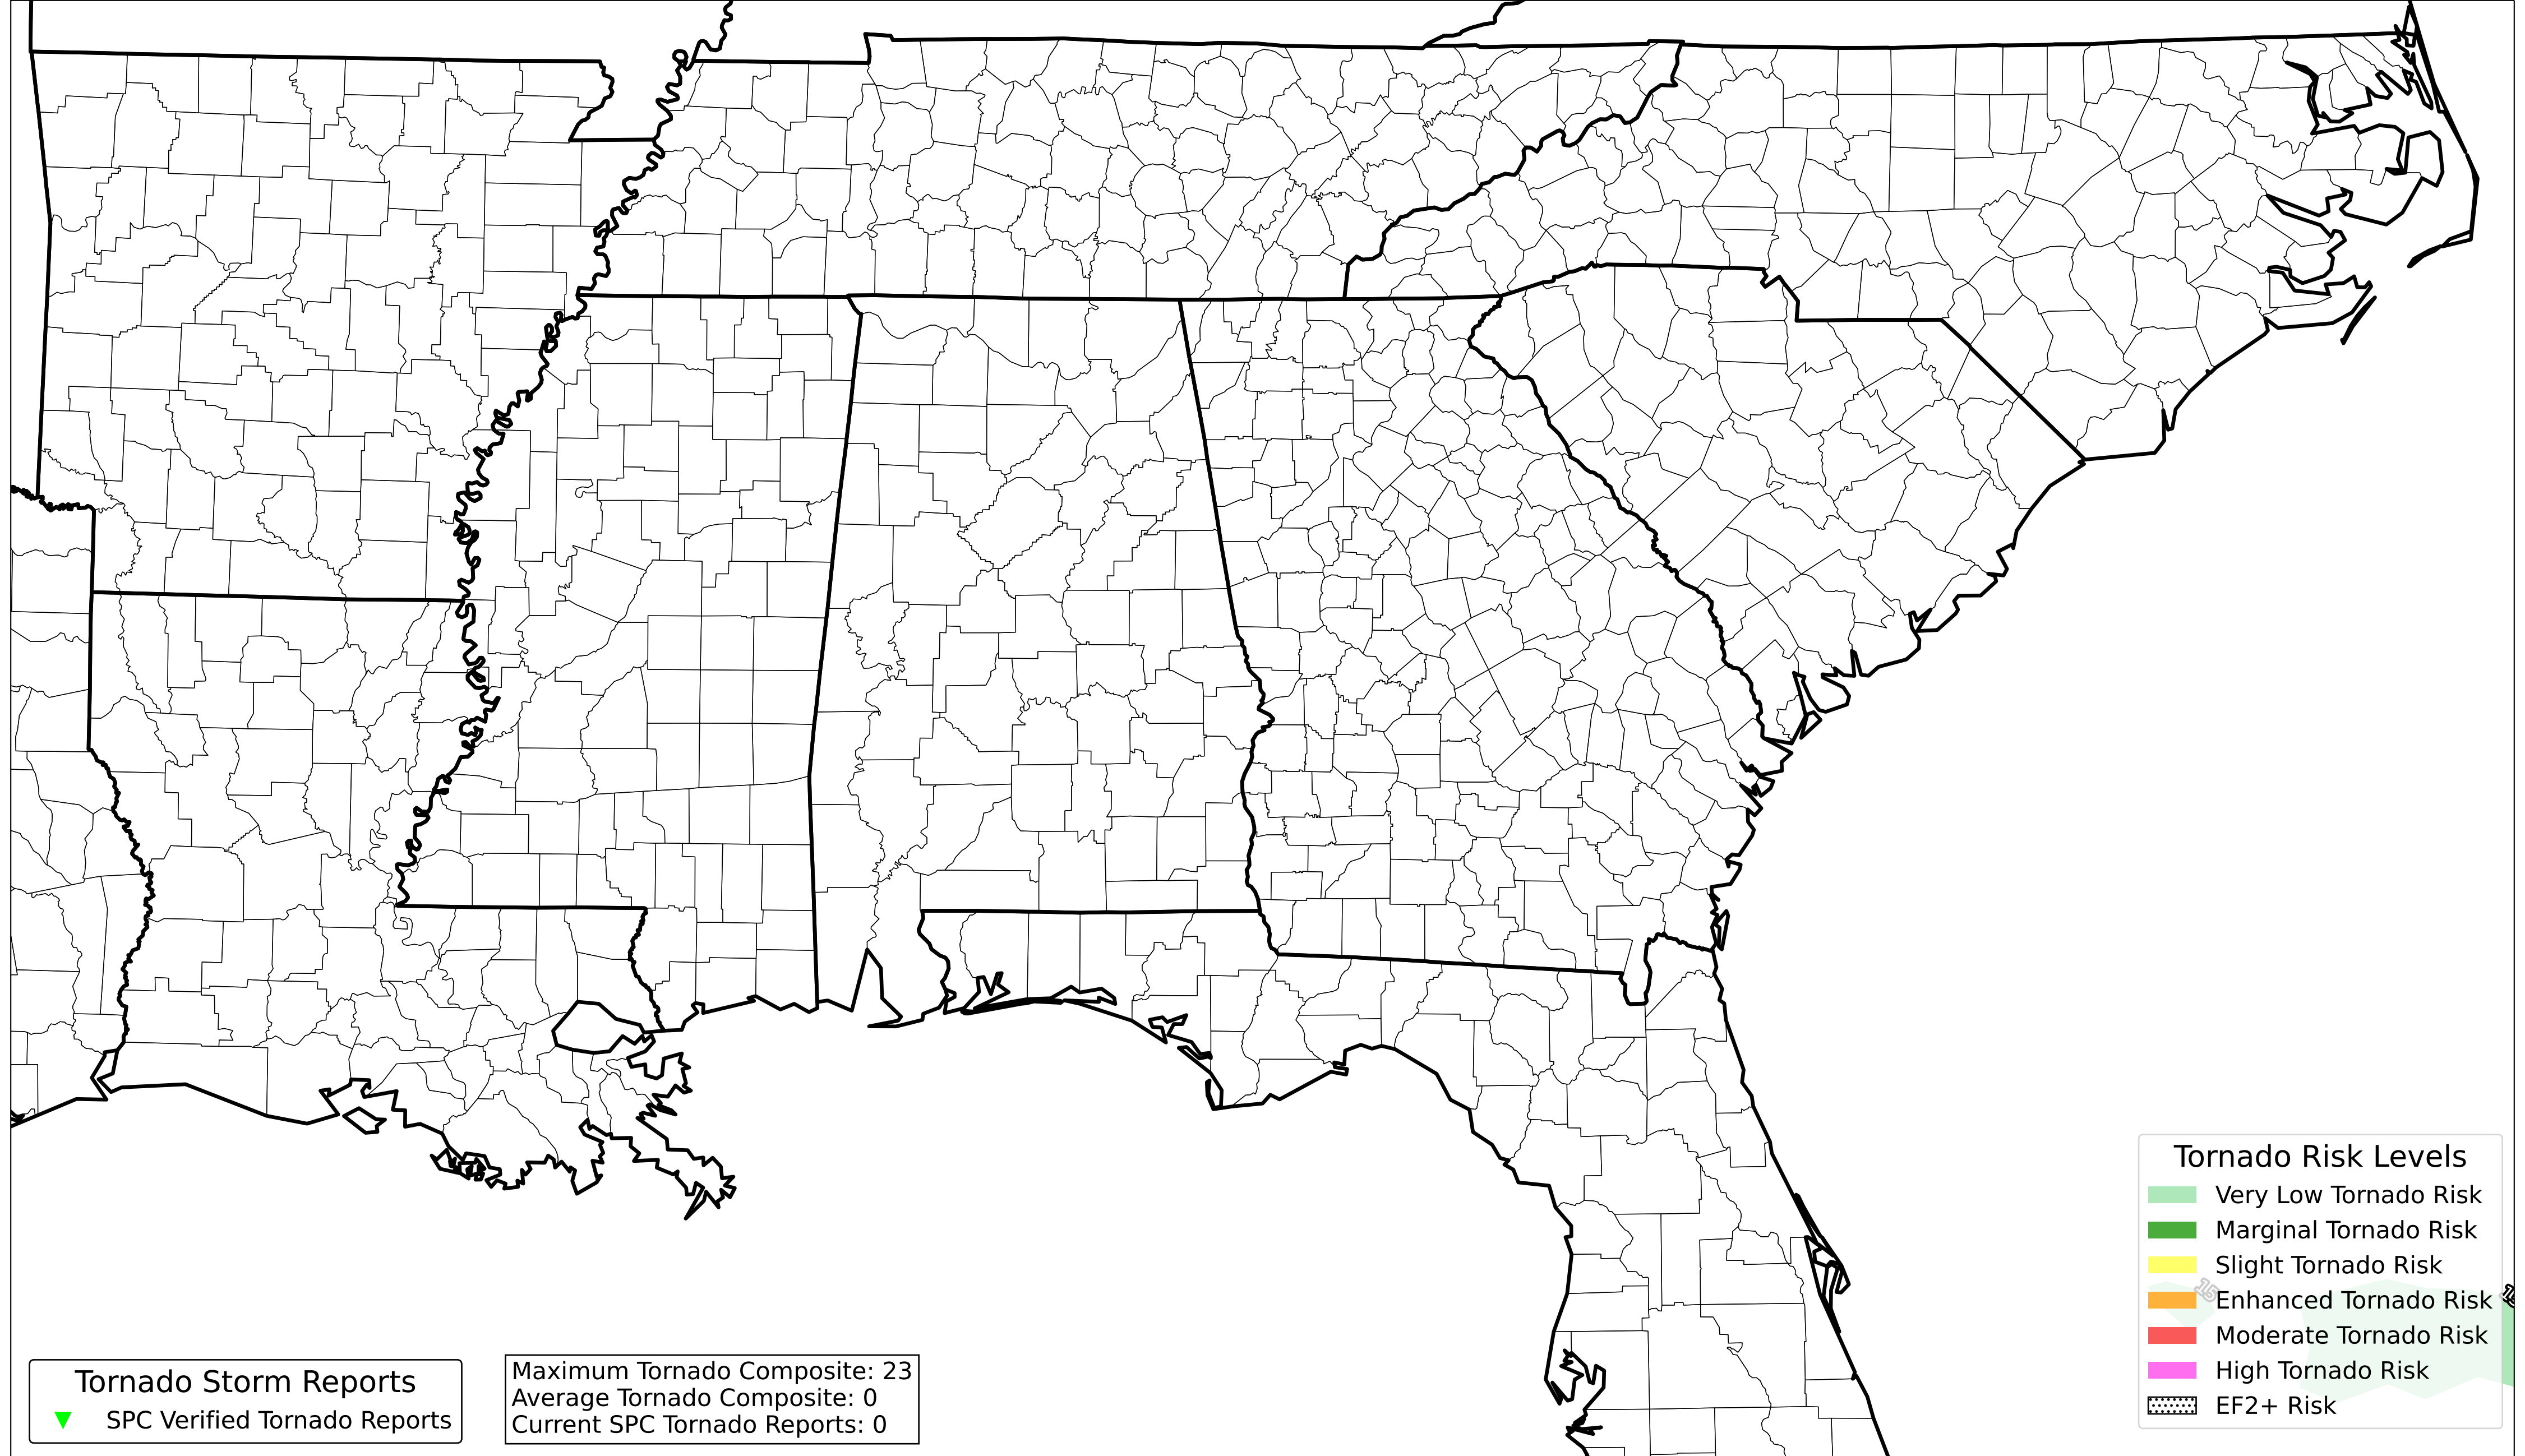 Tornado Risk Levels
Very Low Tornado Risk
Marginal Tornado Risk
Slight Tornado Risk
15
Enhanced Tornado Risk
Moderate Tornado Risk
High Tornado Risk
EF2+ Risk
Tornado Storm Reports
SPC Verified Tornado Reports
Maximum Tornado Composite: 23
Average Tornado Composite: 0
Current SPC Tornado Reports: 0